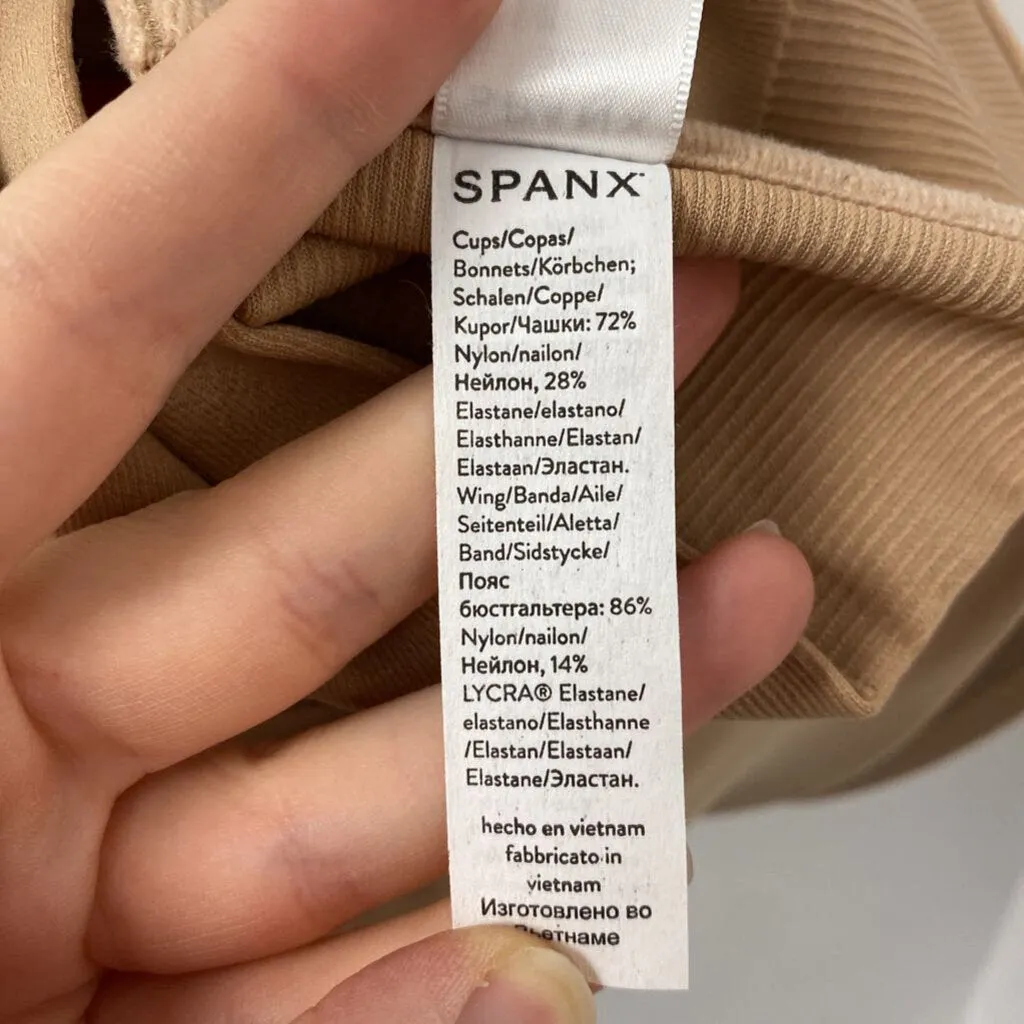 SPANX
Cups/Copas/
Bonnets/Körbchen;
Schalen/Coppe/
Kupor/Чашки: 72%
Nylon/nailon/
Нейлон, 28%
Elastane/elastano/
Elasthanne/Elastan/
Elastaan/Эластан.
Wing/Banda/Aile/
Seitenteil/Aletta/
Band/Sidstycke/
Пояс
бюстгальтера: 86%
Nylon/nailon/
Нейлон, 14%
LYCRA® Elastane/
elastano/Elasthanne
/Elastan/Elastaan/
Elastane/Эластан.
hecho en vietnam
fabbricato in
vietnam
Изготовлено во
Вьетнаме